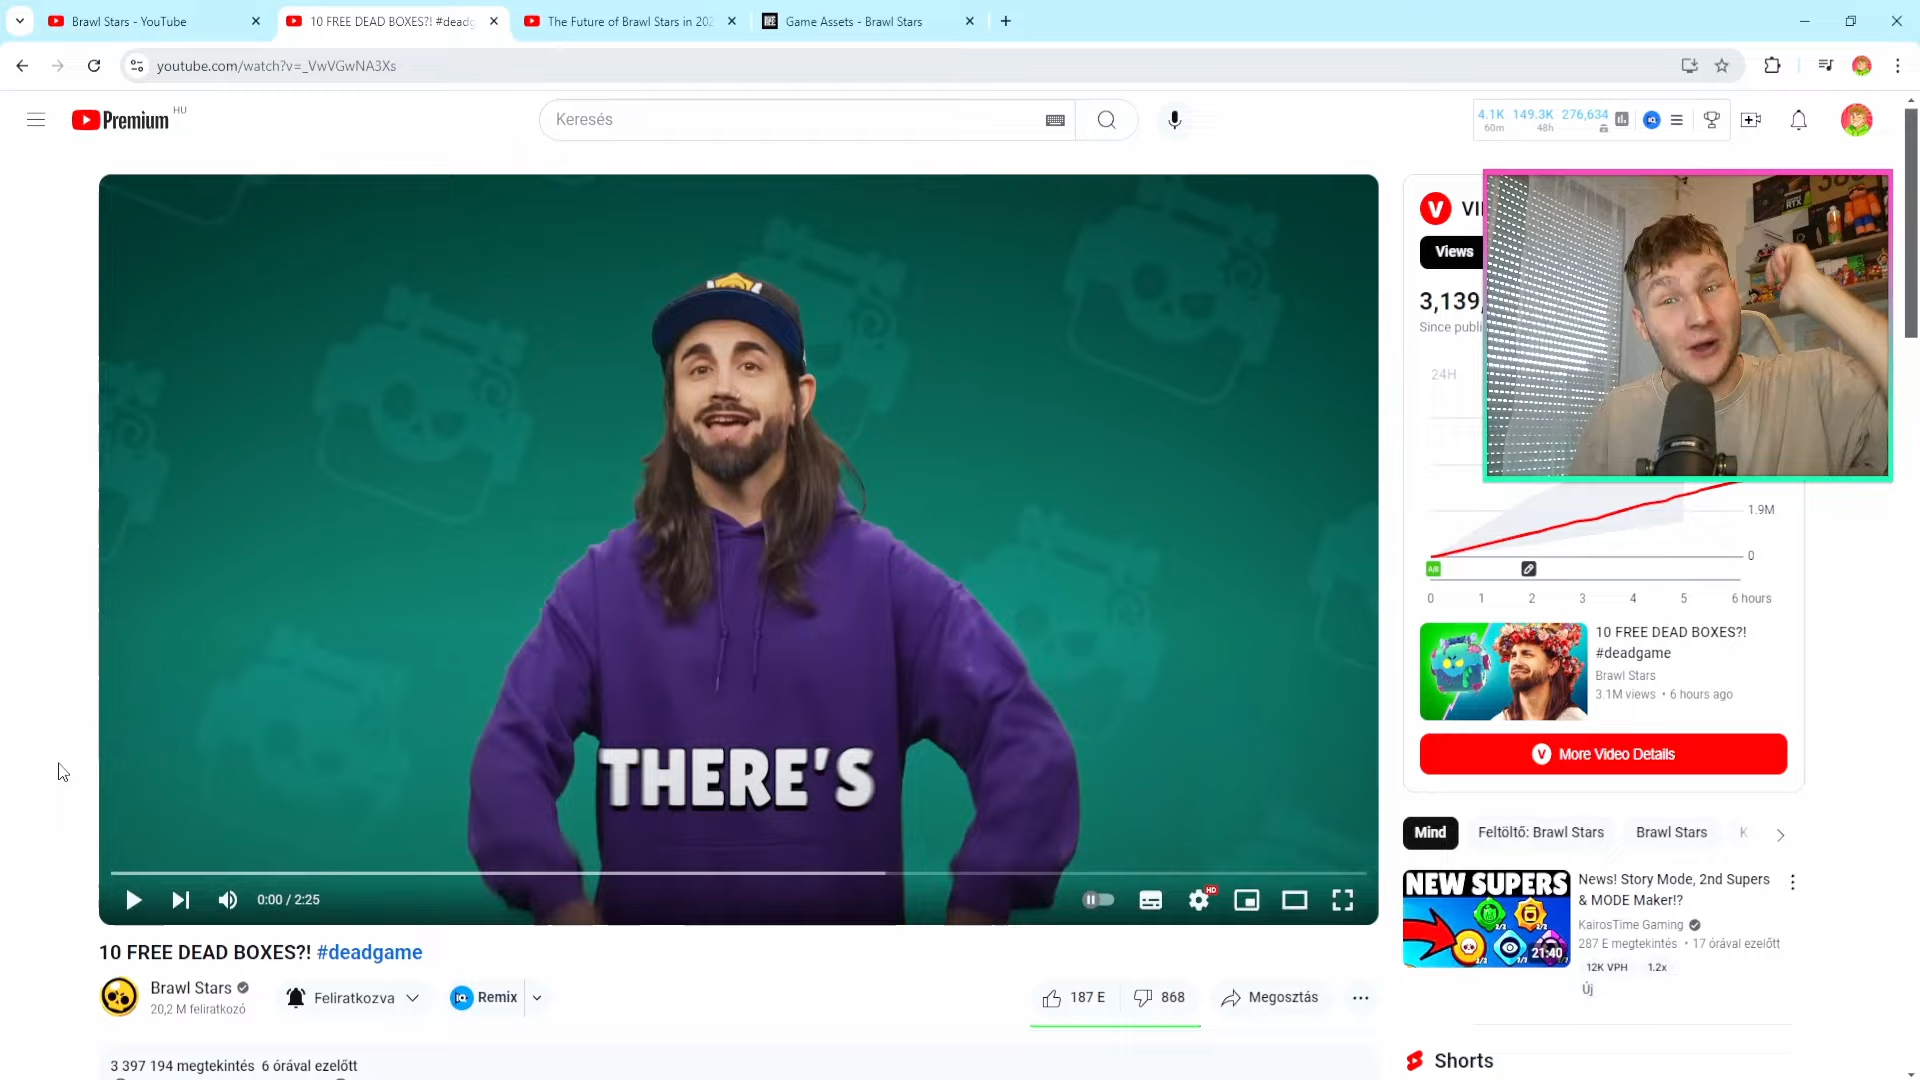 Brawl Stars - YouTube
10 FREE DEAD BOXES?! #deadg
The Future of Brawl Stars in 202
Game Assets - Brawl Stars
youtube.com/watch?v=_VwVGwNA3Xs
Premium HU
Keresés
4.1K 149.3K 276,634
60m 48h
Views
3,139,
Since publi
24H
1.9M
0
0 1 2 3 4 5 6 hours
10 FREE DEAD BOXES?!
#deadgame
Brawl Stars
3.1M views • 6 hours ago
More Video Details
THERE'S
0:00 / 2:25
HD
10 FREE DEAD BOXES?! #deadgame
Brawl Stars
20,2 M feliratkozó
Feliratkozva
Remix
187 E
868
Megosztás
3 397 194 megtekintés 6 órával ezelőtt
Mind
Feltöltő: Brawl Stars
Brawl Stars
K
NEW SUPERS
21:40
News! Story Mode, 2nd Supers
& MODE Maker!?
KairosTime Gaming
287 E megtekintés • 17 órával ezelőtt
12K VPH 1.2x
Új
Shorts